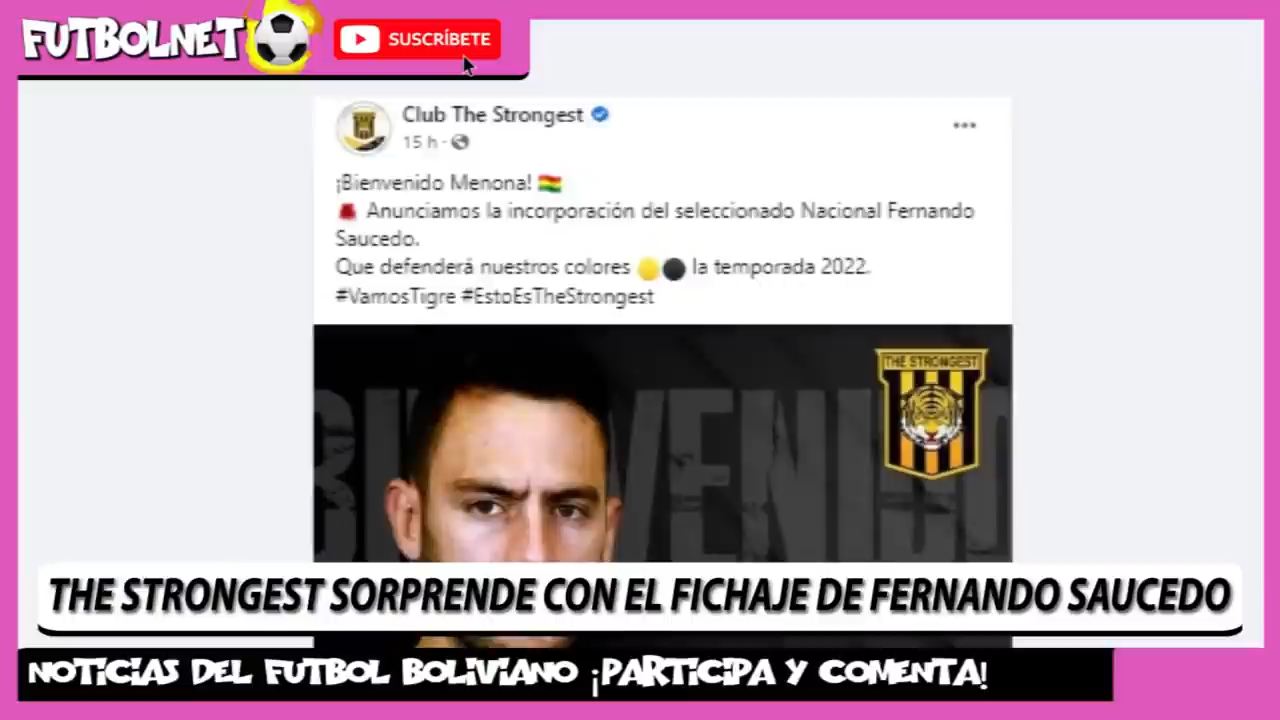 FUTBOLNET
SUSCRÍBETE
Club The Strongest
15 h ·
¡Bienvenido Menona! 🇧🇴
Anunciamos la incorporación del seleccionado Nacional Fernando
Saucedo.
Que defenderá nuestros colores 🟡⚫ la temporada 2022.
#VamosTigre #EstoEsTheStrongest
THE STRONGEST
BIENVENIDO
THE STRONGEST SORPRENDE CON EL FICHAJE DE FERNANDO SAUCEDO
NOTICIAS DEL FUTBOL BOLIVIANO ¡PARTICIPA Y COMENTA!